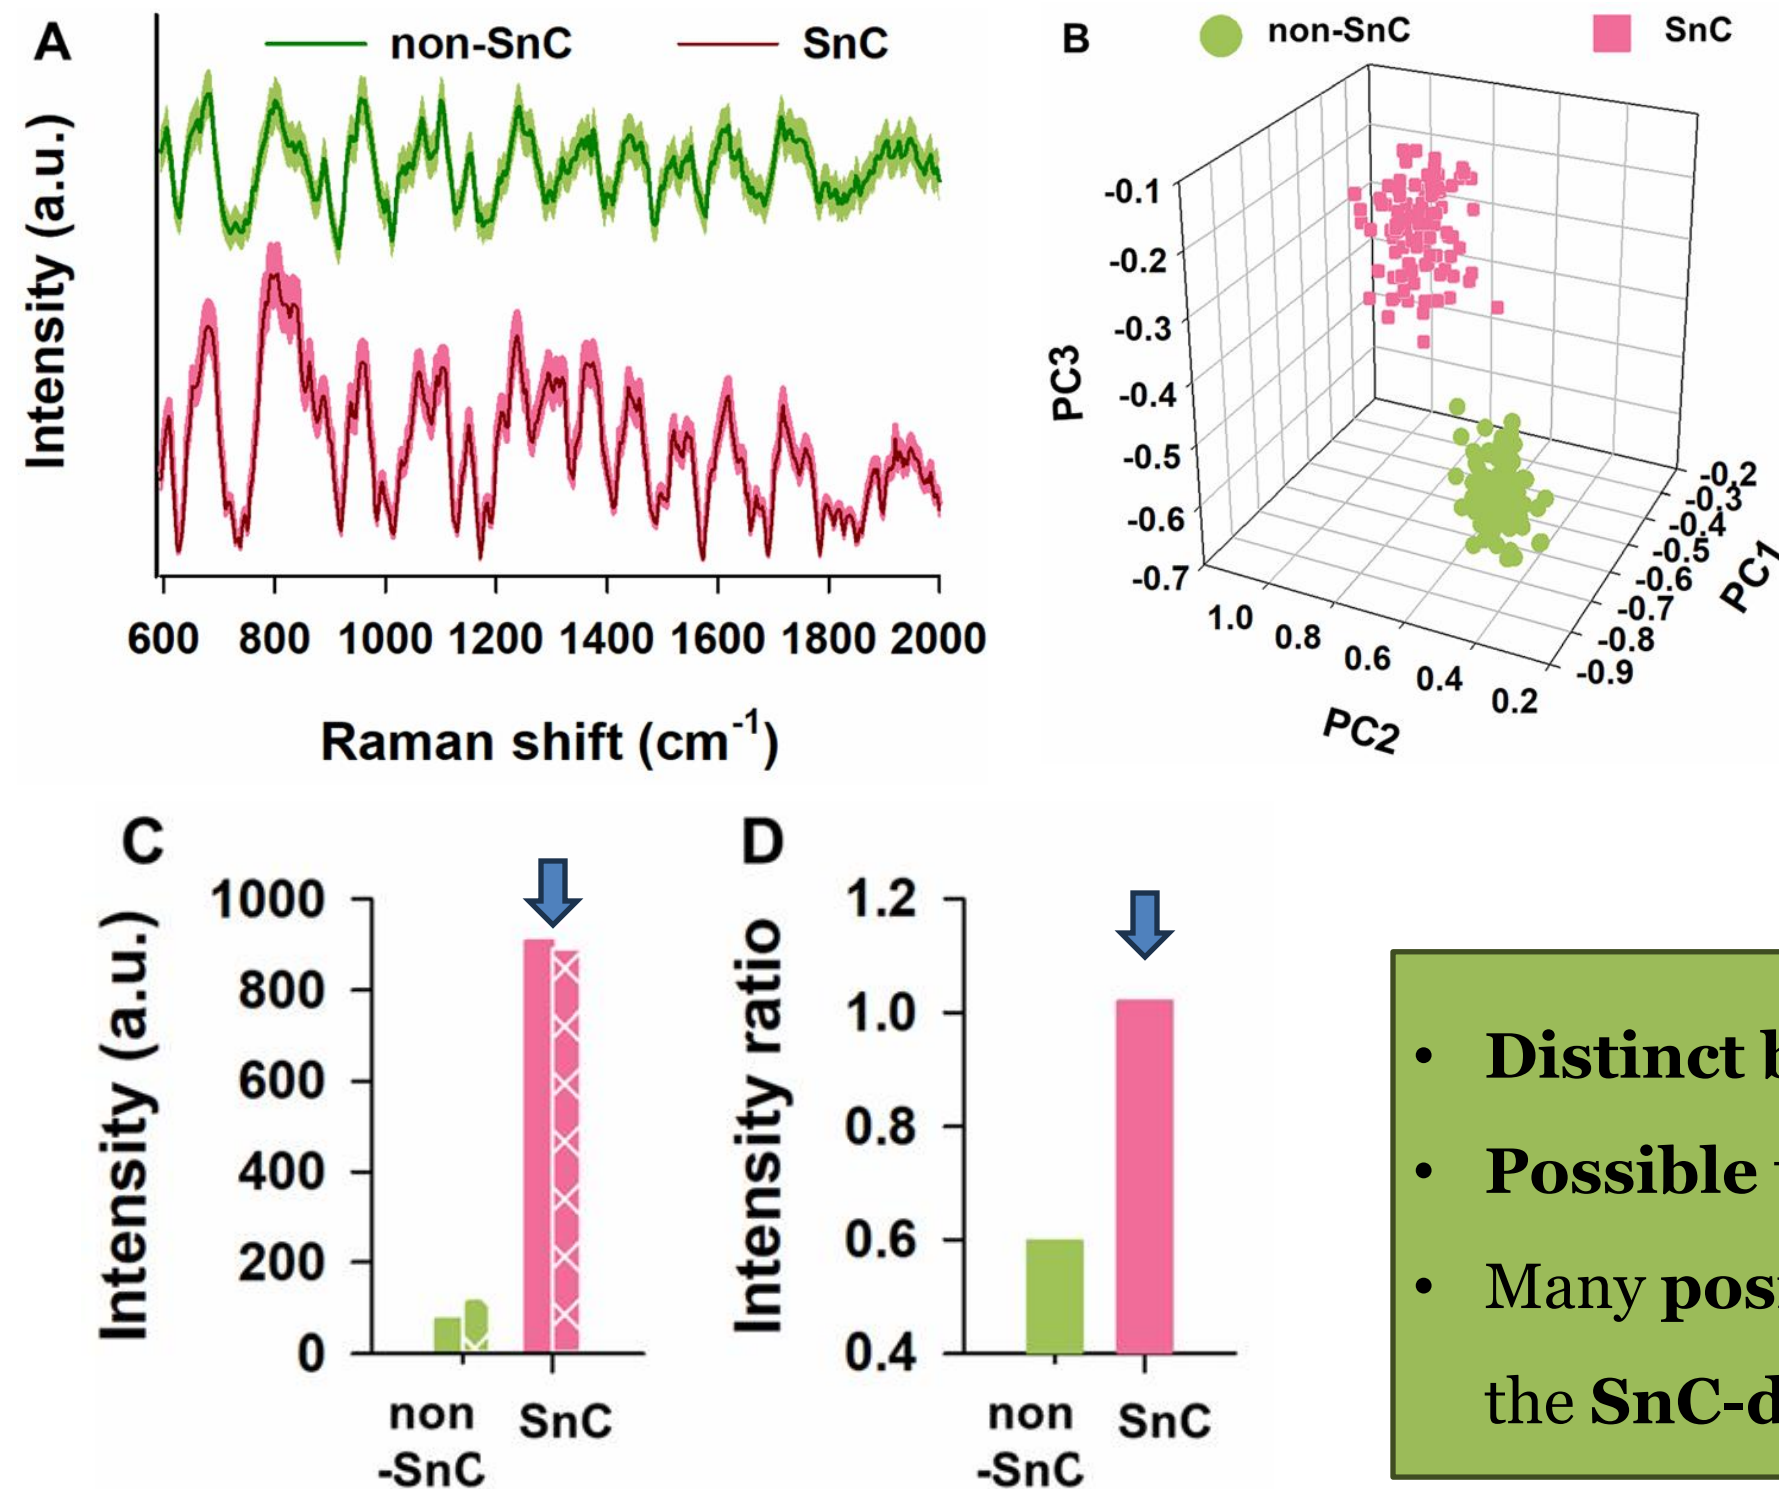 A
non-SnC
SnC
Intensity (a.u.)
600 800 1000 1200 1400 1600 1800 2000
Raman shift (cm⁻¹)
B
non-SnC
SnC
-0.1
-0.2
-0.3
-0.4
-0.5
-0.6
-0.7
PC3
1.0
0.8
0.6
0.4
0.2
PC2
-0.2
-0.3
-0.4
-0.5
-0.6
-0.7
-0.8
-0.9
PC1
C
1000
800
600
400
200
0
Intensity (a.u.)
non
-SnC
SnC
D
1.2
1.0
0.8
0.6
0.4
Intensity ratio
non
-SnC
SnC
• Distinct
• Possible
• Many
the